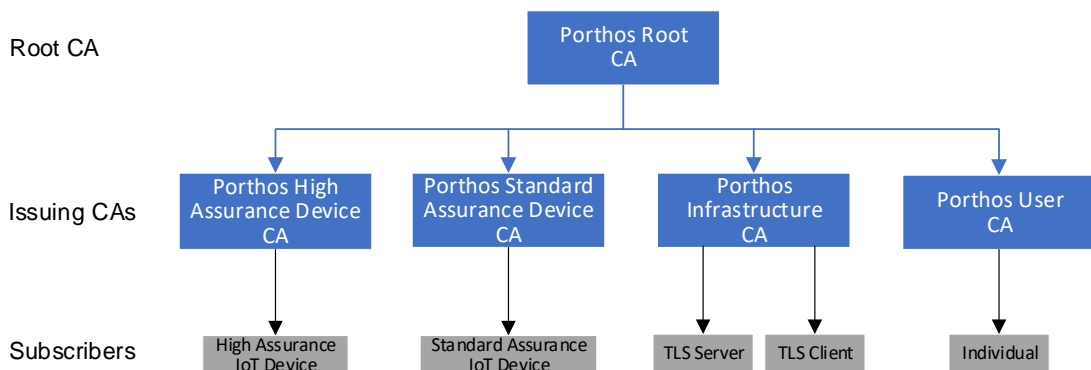 Root CA
Porthos Root
CA
Issuing CAs
Porthos High
Assurance Device
CA
Porthos Standard
Assurance Device
CA
Porthos
Infrastructure
CA
Porthos User
CA
Subscribers
High Assurance
IoT Device
Standard Assurance
IoT Device
TLS Server
TLS Client
Individual